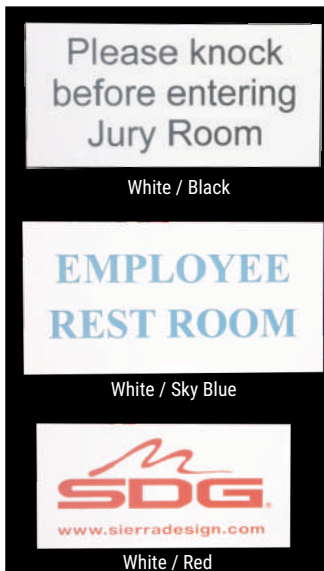 Please knock
before entering
Jury Room
White / Black
EMPLOYEE
REST ROOM
White / Sky Blue
SDG®
www.sierradesign.com
White / Red